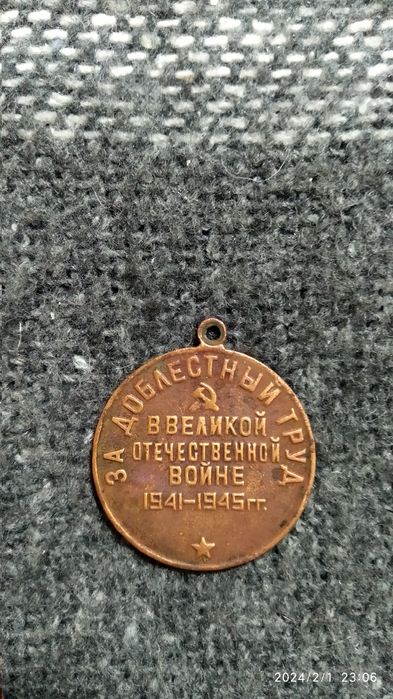 ЗА ДОБЛЕСТНЫЙ ТРУД
В ВЕЛИКОЙ
ОТЕЧЕСТВЕННОЙ
ВОЙНЕ
1941–1945 гг.
2024/2/1 23:06